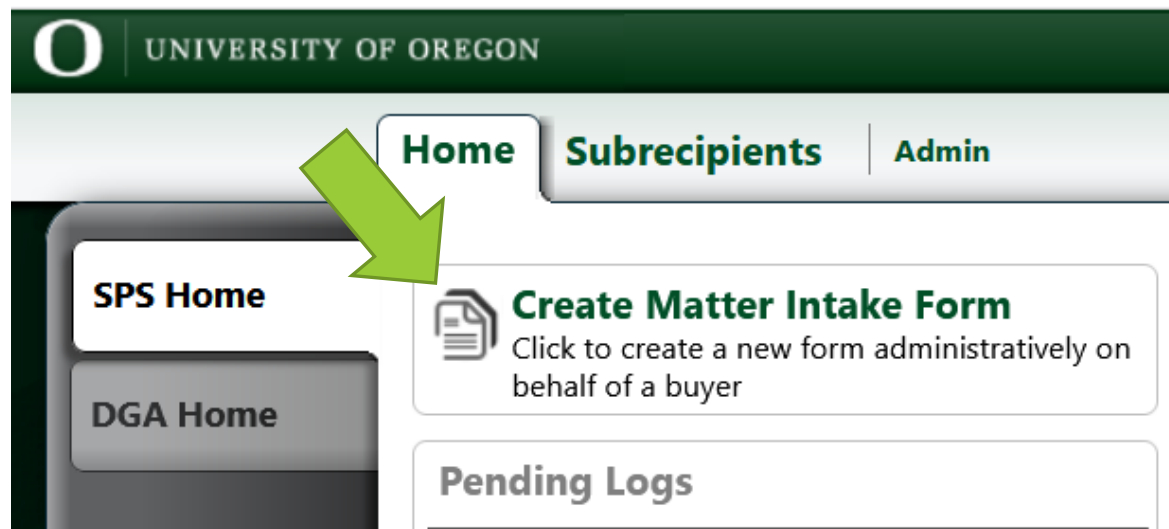 O UNIVERSITY OF OREGON
Home Subrecipients Admin
SPS Home
DGA Home
Create Matter Intake Form
Click to create a new form administratively on
behalf of a buyer
Pending Logs